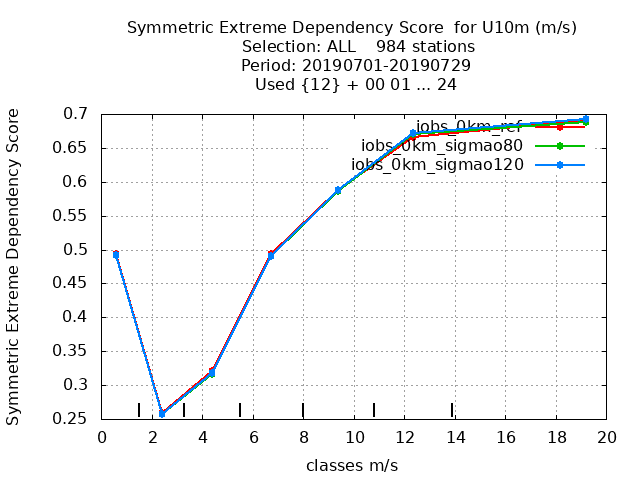 Symmetric Extreme Dependency Score  for U10m (m/s)
Selection: ALL    984 stations
Period: 20190701-20190729
Used {12} + 00 01 ... 24
Symmetric Extreme Dependency Score
0.7
0.65
0.6
0.55
0.5
0.45
0.4
0.35
0.3
0.25
iobs_0km_ref
iobs_0km_sigmao80
iobs_0km_sigmao120
0 2 4 6 8 10 12 14 16 18 20
classes m/s